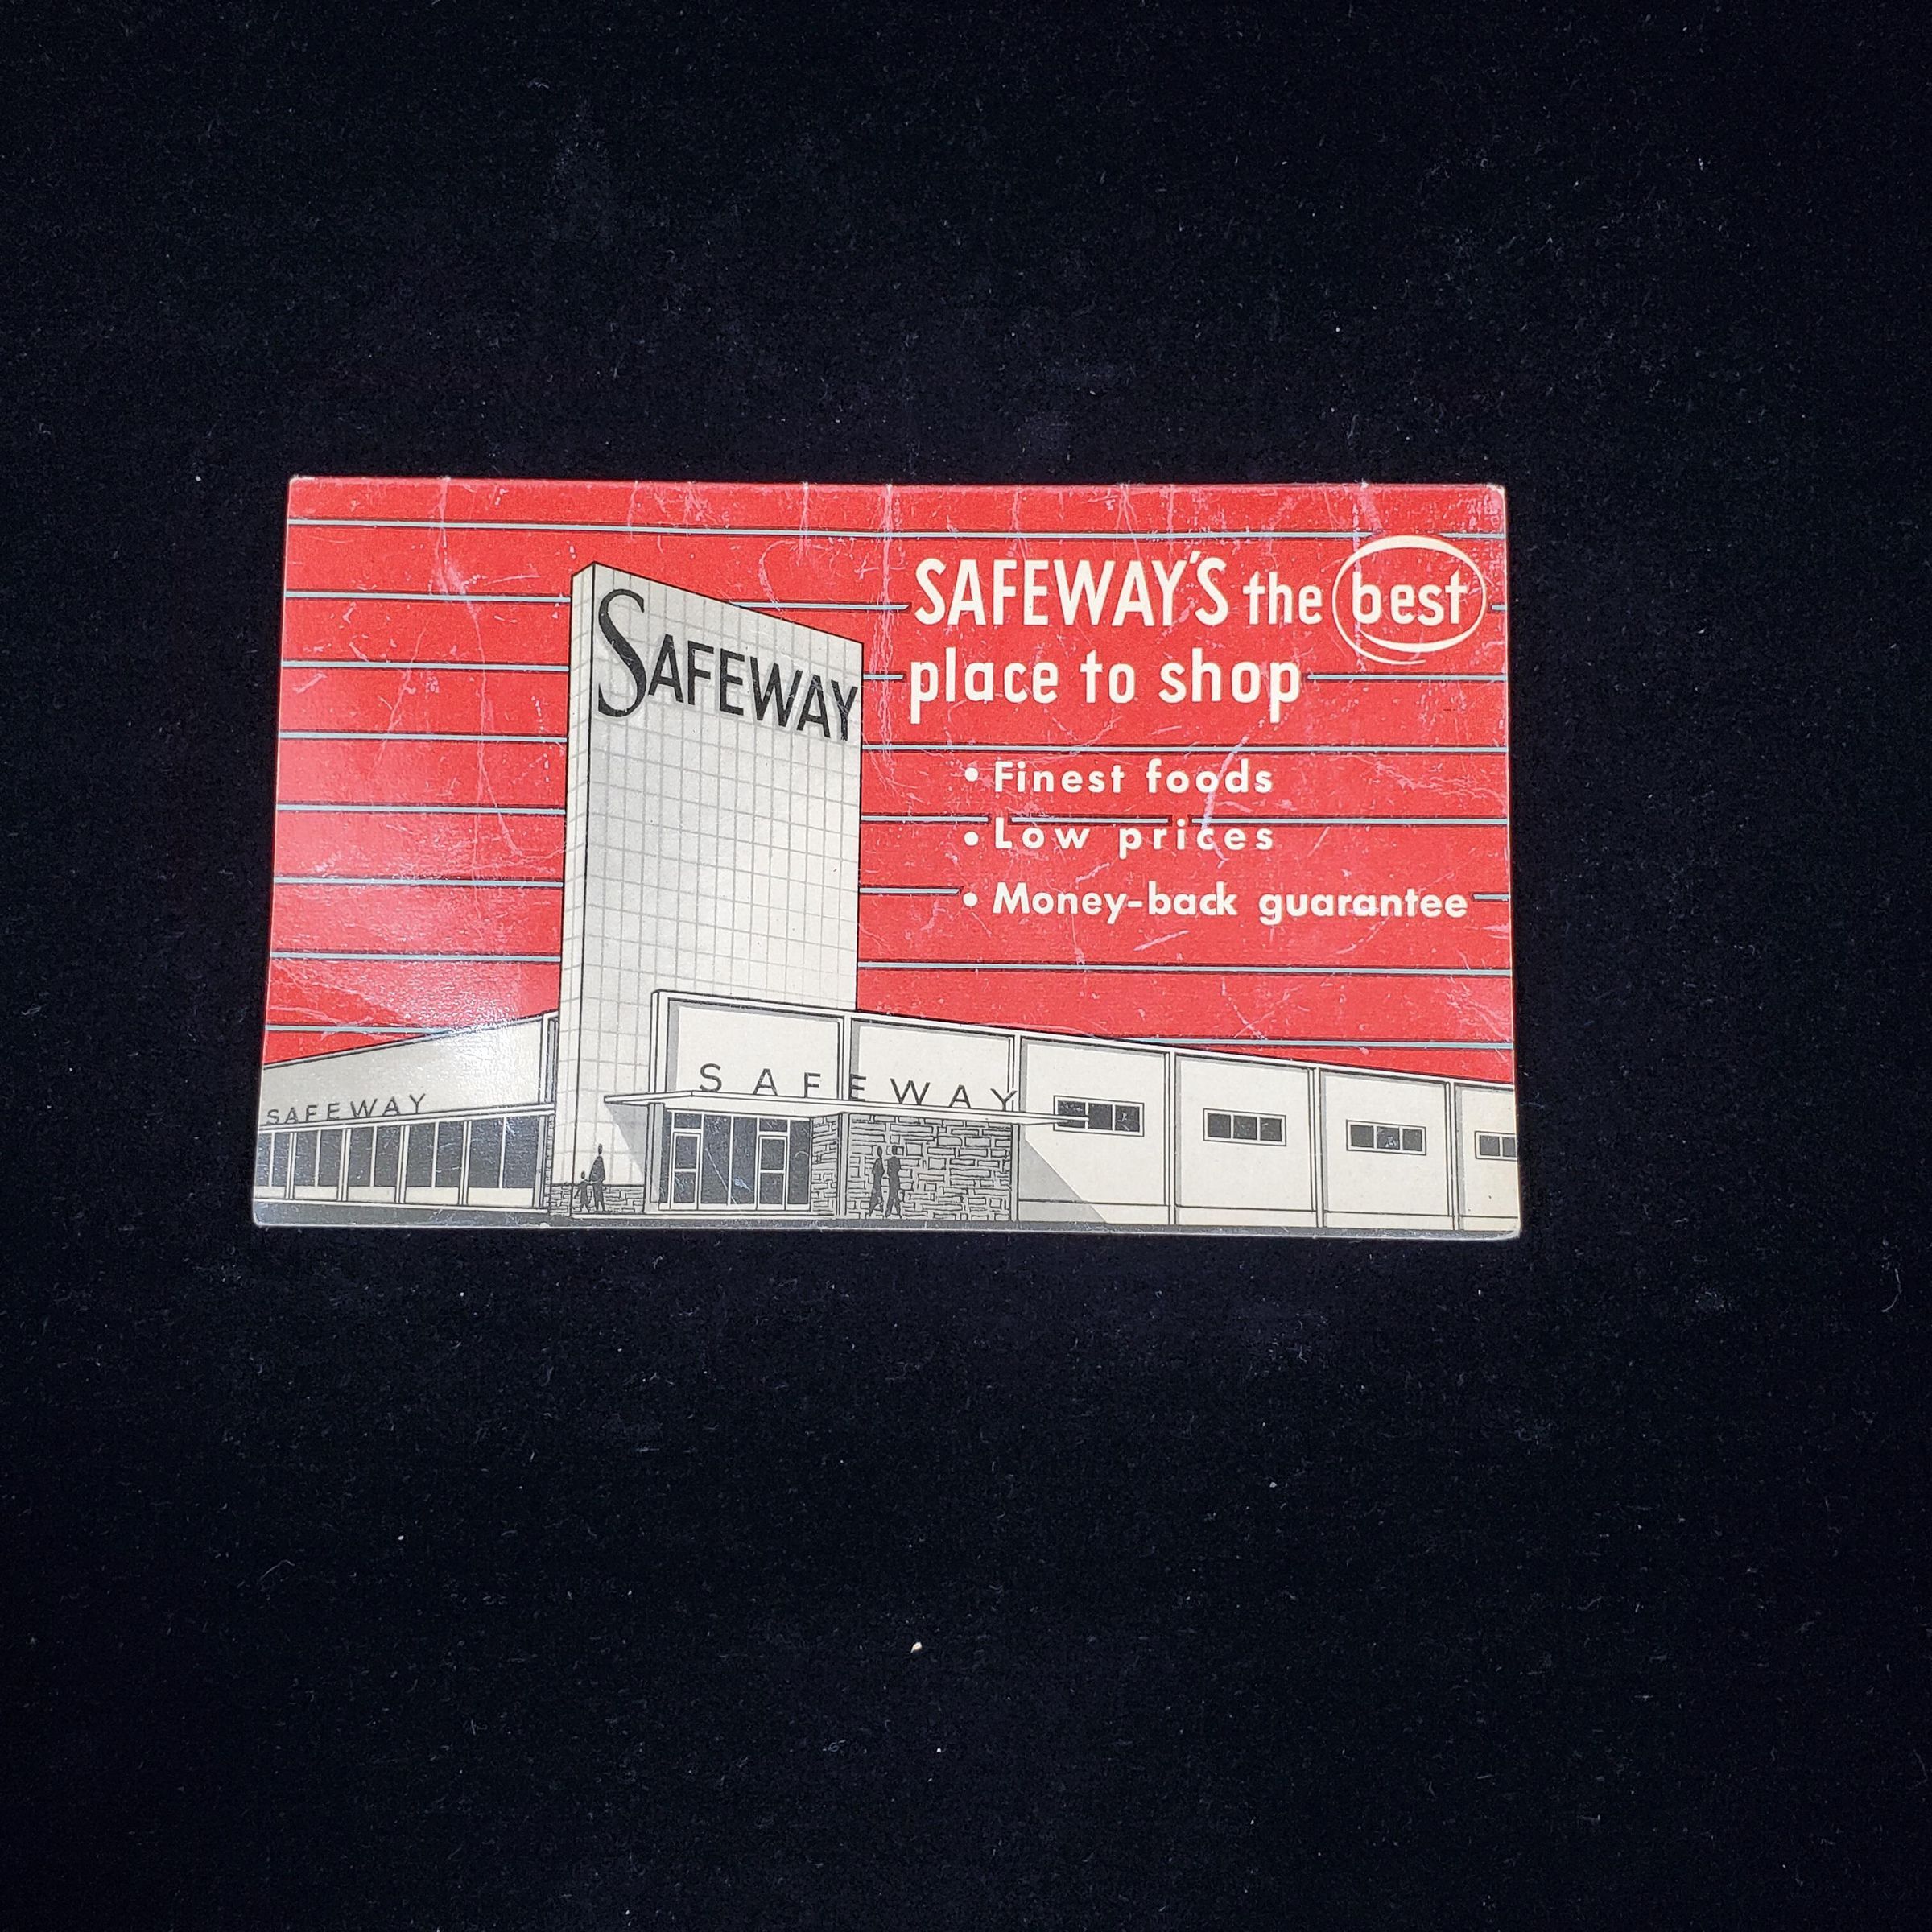 SAFEWAY'S the best
place to shop
SAFEWAY
• Finest foods
• Low prices
• Money-back guarantee
SAFEWAY
SAFEWAY